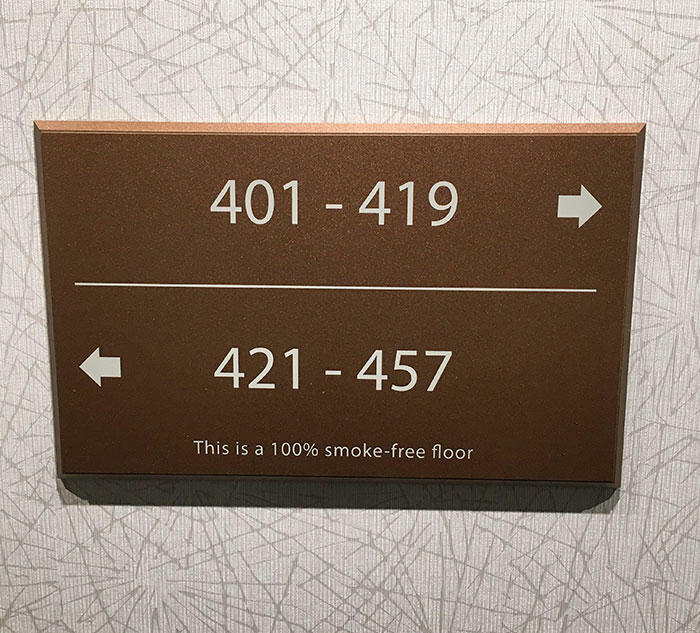 401 - 419
421 - 457
This is a 100% smoke-free floor